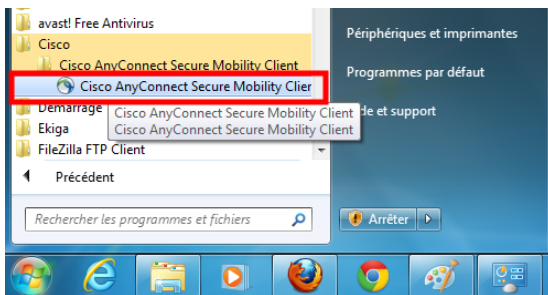 avast! Free Antivirus
Cisco
Cisco AnyConnect Secure Mobility Client
Cisco AnyConnect Secure Mobility Clier
Démarrage
Cisco AnyConnect Secure Mobility Client
Cisco AnyConnect Secure Mobility Client
Ekiga
FileZilla FTP Client
Précédent
Rechercher les programmes et fichiers
Périphériques et imprimantes
Programmes par défaut
de et support
Arrêter